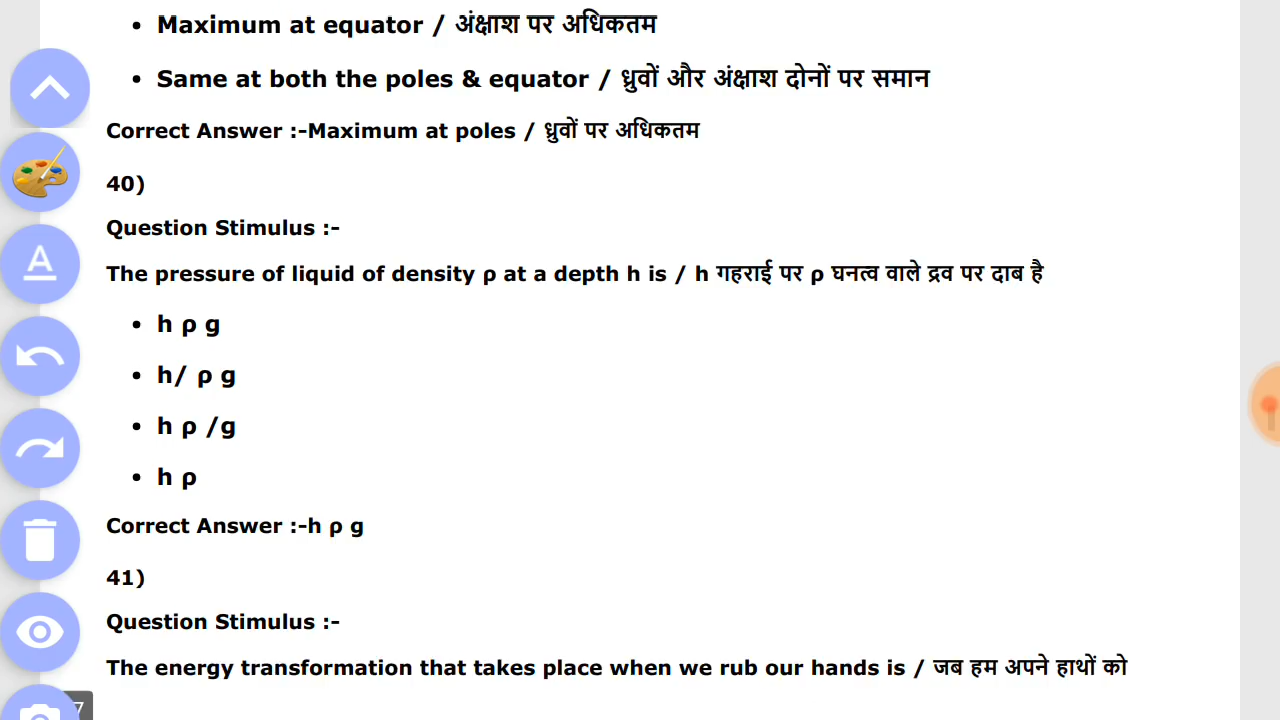 • Maximum at equator / अंक्षाश पर अधिकतम
• Same at both the poles & equator / ध्रुवों और अंक्षाश दोनों पर समान
Correct Answer :-Maximum at poles / ध्रुवों पर अधिकतम
40)
Question Stimulus :-
The pressure of liquid of density ρ at a depth h is / h गहराई पर ρ घनत्व वाले द्रव पर दाब है
• h ρ g
• h/ ρ g
• h ρ /g
• h ρ
Correct Answer :-h ρ g
41)
Question Stimulus :-
The energy transformation that takes place when we rub our hands is / जब हम अपने हाथों को